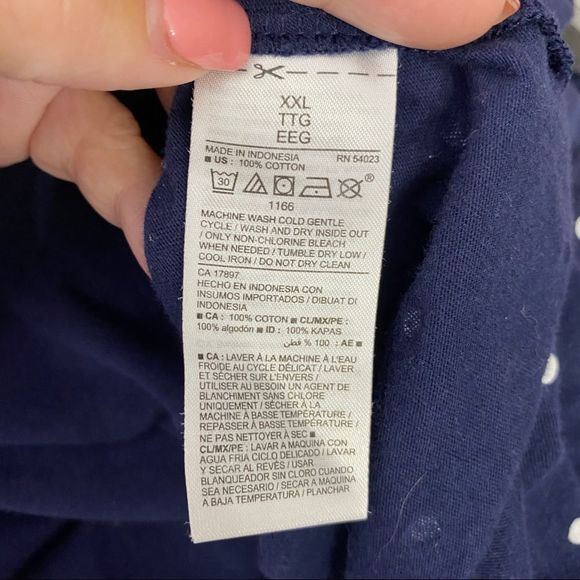 XXL
TTG
EEG
MADE IN INDONESIA RN 54023
■ US : 100% COTTON
30 ®
1166
MACHINE WASH COLD GENTLE
CYCLE / WASH AND DRY INSIDE OUT
/ ONLY NON-CHLORINE BLEACH
WHEN NEEDED / TUMBLE DRY LOW /
COOL IRON / DO NOT DRY CLEAN
CA 17897
HECHO EN INDONESIA CON
INSUMOS IMPORTADOS / DIBUAT DI
INDONESIA
■ CA : 100% COTON ■ CL/MX/PE :
100% algodón ■ ID : 100% KAPAS
■ AE : 100 % قطن
■ CA : LAVER À LA MACHINE À L'EAU
FROIDE AU CYCLE DÉLICAT / LAVER
ET SÉCHER SUR L'ENVERS /
UTILISER AU BESOIN UN AGENT DE
BLANCHIMENT SANS CHLORE
UNIQUEMENT / SÉCHER À LA
MACHINE À BASSE TEMPÉRATURE /
REPASSER À BASSE TEMPÉRATURE /
NE PAS NETTOYER À SEC ■
CL/MX/PE : LAVAR A MAQUINA CON
AGUA FRIA CICLO DELICADO / LAVAR
Y SECAR AL REVÉS / USAR
BLANQUEADOR SIN CLORO CUANDO
SEA NECESARIO / SECAR A MAQUINA
A BAJA TEMPERATURA / PLANCHAR